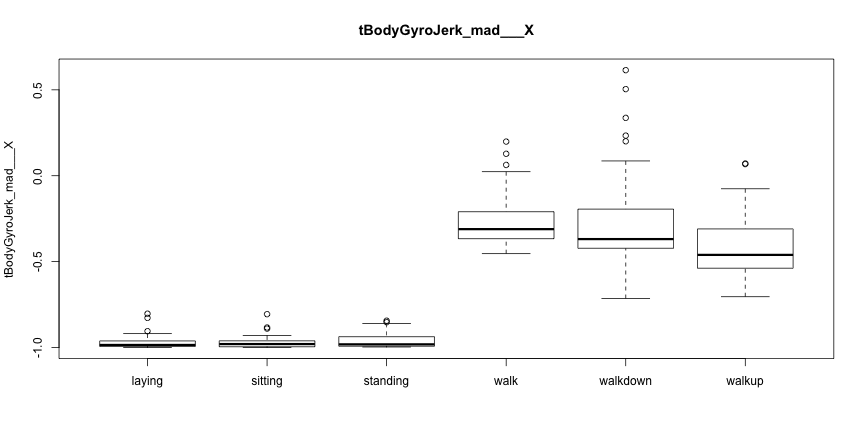 tBodyGyroJerk_mad___X
tBodyGyroJerk_mad___X
0.5
0.0
-0.5
-1.0
laying sitting standing walk walkdown walkup